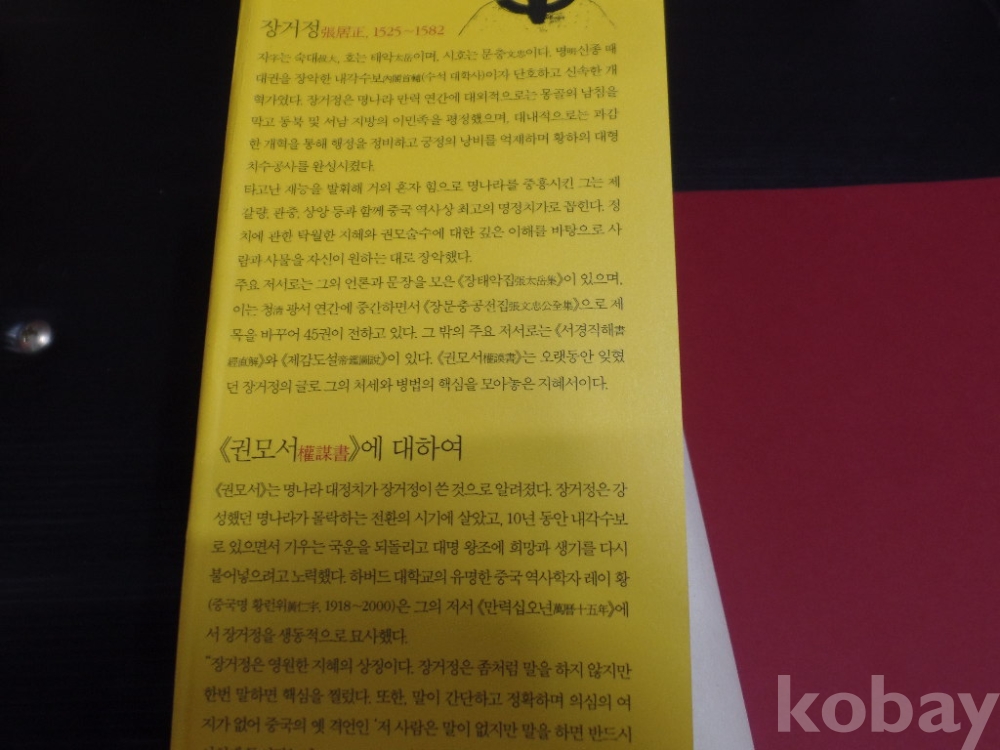 장거정張居正, 1525~1582
자字는 숙대叔大, 호는 태악太岳이며, 시호는 문충文忠이다. 명明 신종 때
대권을 장악한 내각수보內閣首輔(수석 대학사)이자 단호하고 신속한 개
혁가였다. 장거정은 명나라 만력 연간에 대외적으로는 몽골의 남침을
막고 동북 및 서남 지방의 이민족을 평정했으며, 대내적으로는 과감
한 개혁을 통해 행정을 정비하고 궁정의 낭비를 억제하며 황하의 대형
치수공사를 완성시켰다.
타고난 재능을 발휘해 거의 혼자 힘으로 명나라를 중흥시킨 그는 제
갈량, 관중, 상앙 등과 함께 중국 역사상 최고의 명정치가로 꼽힌다. 정
치에 관한 탁월한 지혜와 권모술수에 대한 깊은 이해를 바탕으로 사
람과 사물을 자신이 원하는 대로 장악했다.
주요 저서로는 그의 언론과 문장을 모은 《장태악집張太岳集》이 있으며,
이는 청淸 광서 연간에 중간하면서 《장문충공전집張文忠公全集》으로 제
목을 바꾸어 45권이 전하고 있다. 그 밖의 주요 저서로는 《서경직해書
經直解》와 《제감도설帝鑑圖說》이 있다. 《권모서權謀書》는 오랫동안 잊혔
던 장거정의 글로 그의 처세와 병법의 핵심을 모아놓은 지혜서이다.
《권모서權謀書》에 대하여
《권모서》는 명나라 대정치가 장거정이 쓴 것으로 알려졌다. 장거정은 강
성했던 명나라가 몰락하는 전환의 시기에 살았고, 10년 동안 내각수보
로 있으면서 기우는 국운을 되돌리고 대명 왕조에 희망과 생기를 다시
불어넣으려고 노력했다. 하버드 대학교의 유명한 중국 역사학자 레이 황
(중국명 황런위黃仁宇, 1918~2000)은 그의 저서 《만력십오년萬曆十五年》에
서 장거정을 생동적으로 묘사했다.
"장거정은 영원한 지혜의 상징이다. 장거정은 좀처럼 말을 하지 않지만
한번 말하면 핵심을 찔렀다. 또한, 말이 간단하고 정확하며 의심의 여
지가 없어 중국의 옛 격언인 '저 사람은 말이 없지만 말을 하면 반드시
kobay